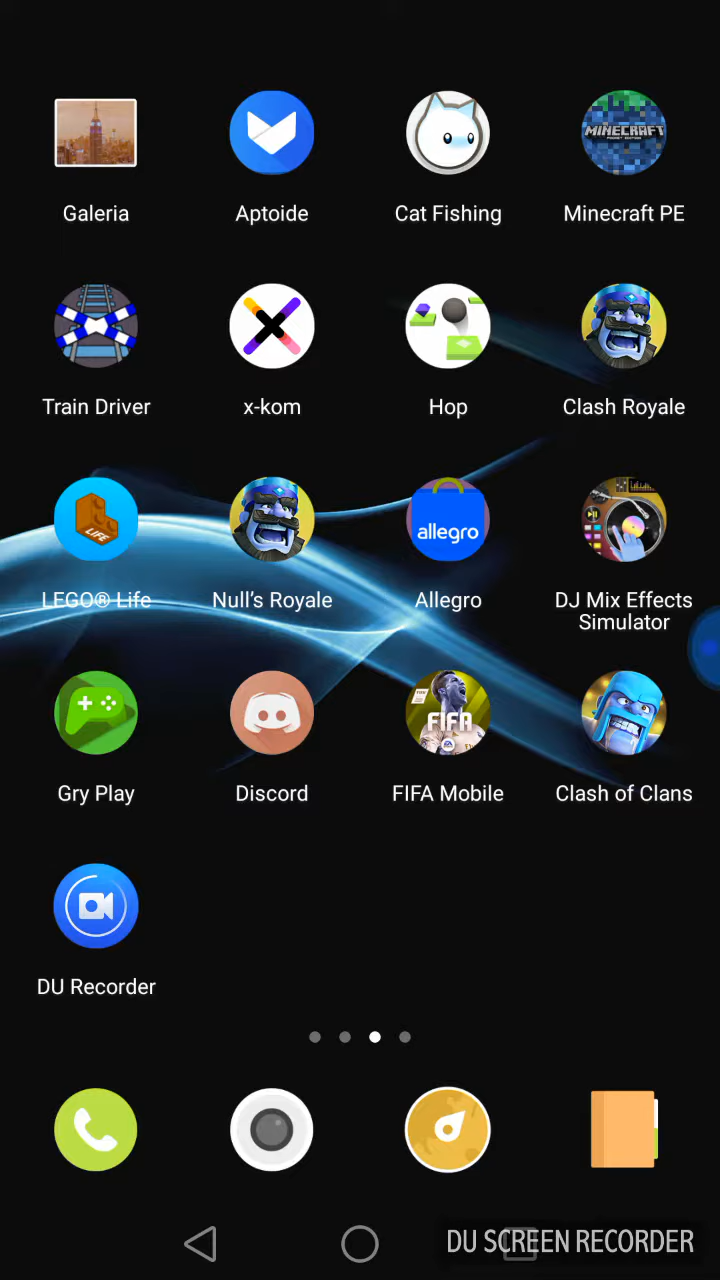 Galeria
Aptoide
Cat Fishing
MINECRAFT
POCKET EDITION
Minecraft PE
Train Driver
x-kom
Hop
Clash Royale
LIFE
allegro
LEGO® Life
Null's Royale
Allegro
DJ Mix Effects
Simulator
FIFA
Gry Play
Discord
FIFA Mobile
Clash of Clans
DU Recorder
DU SCREEN RECORDER